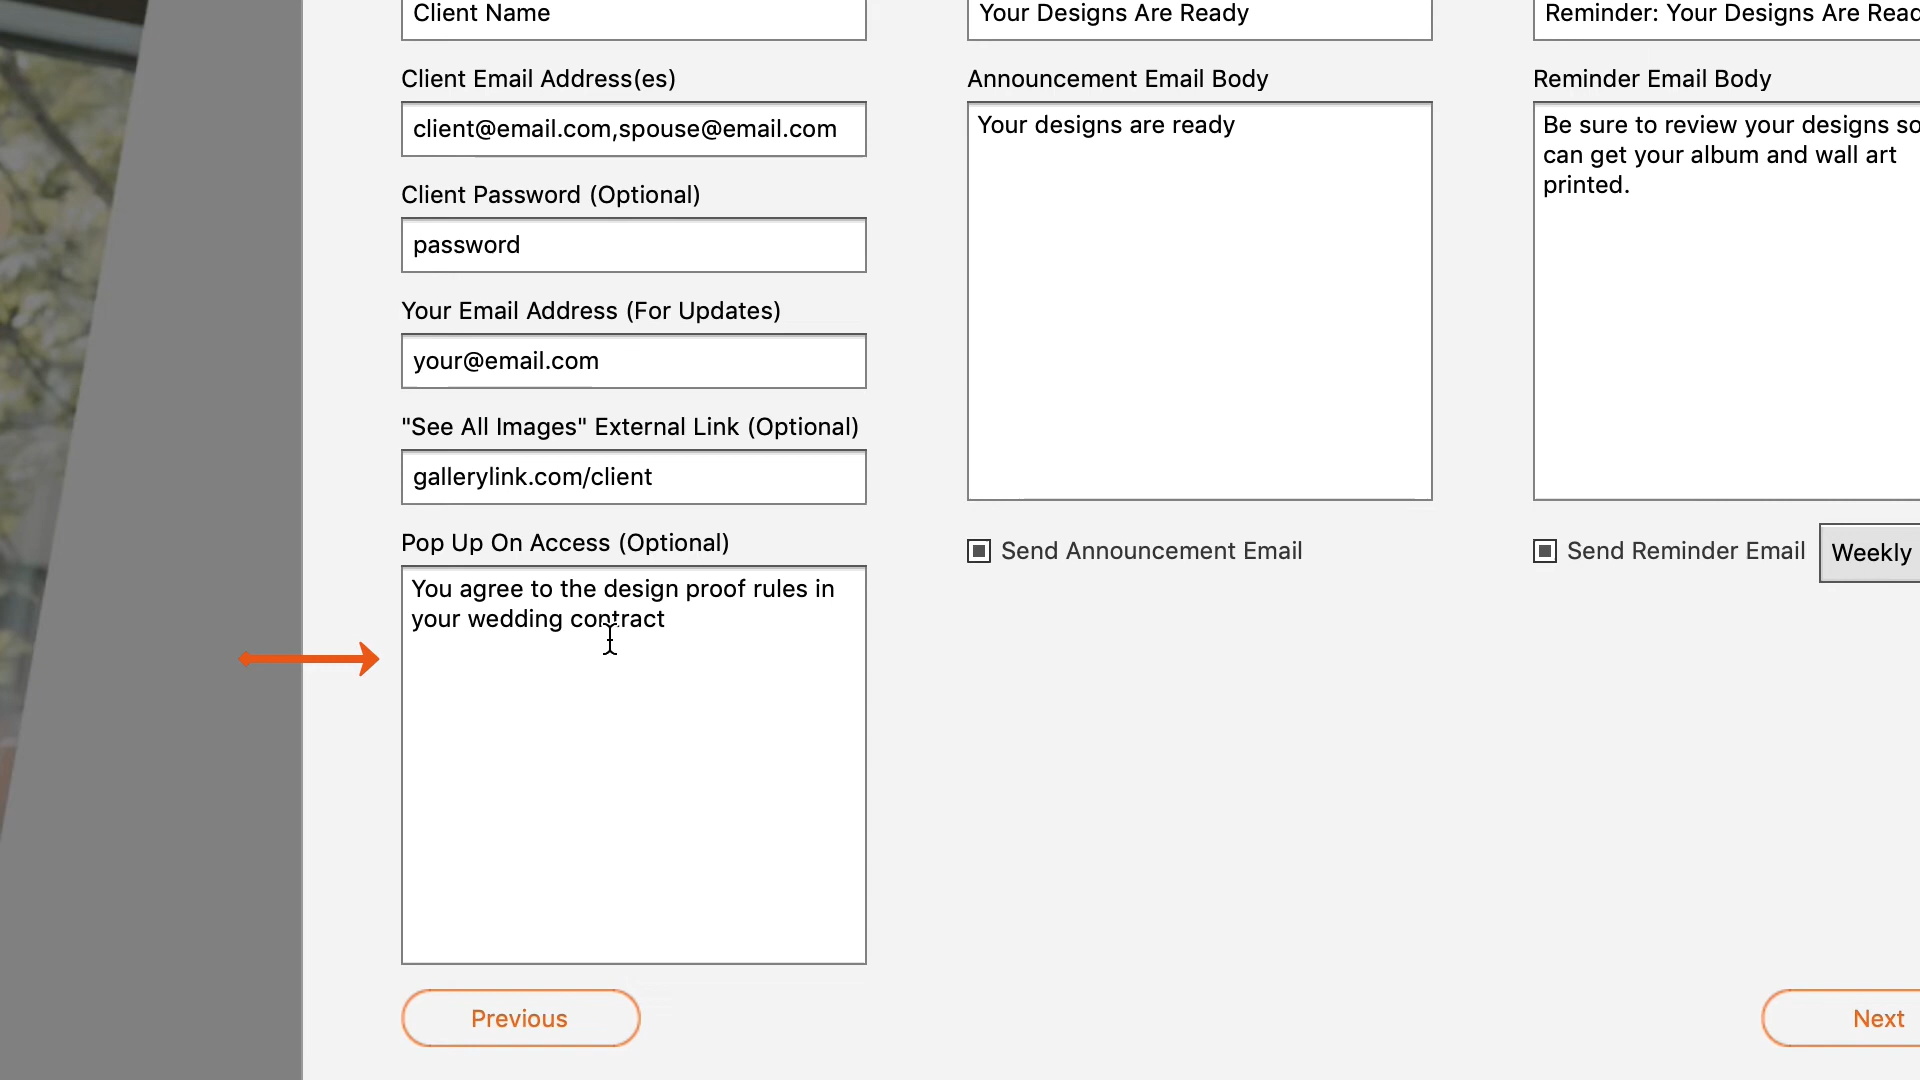 Client Name
Client Email Address(es)
client@email.com,spouse@email.com
Client Password (Optional)
password
Your Email Address (For Updates)
your@email.com
"See All Images" External Link (Optional)
gallerylink.com/client
Pop Up On Access (Optional)
You agree to the design proof rules in
your wedding contract
Previous
Your Designs Are Ready
Announcement Email Body
Your designs are ready
Send Announcement Email
Reminder: Your Designs Are Read
Reminder Email Body
Be sure to review your designs so
can get your album and wall art
printed.
Send Reminder Email
Weekly
Next